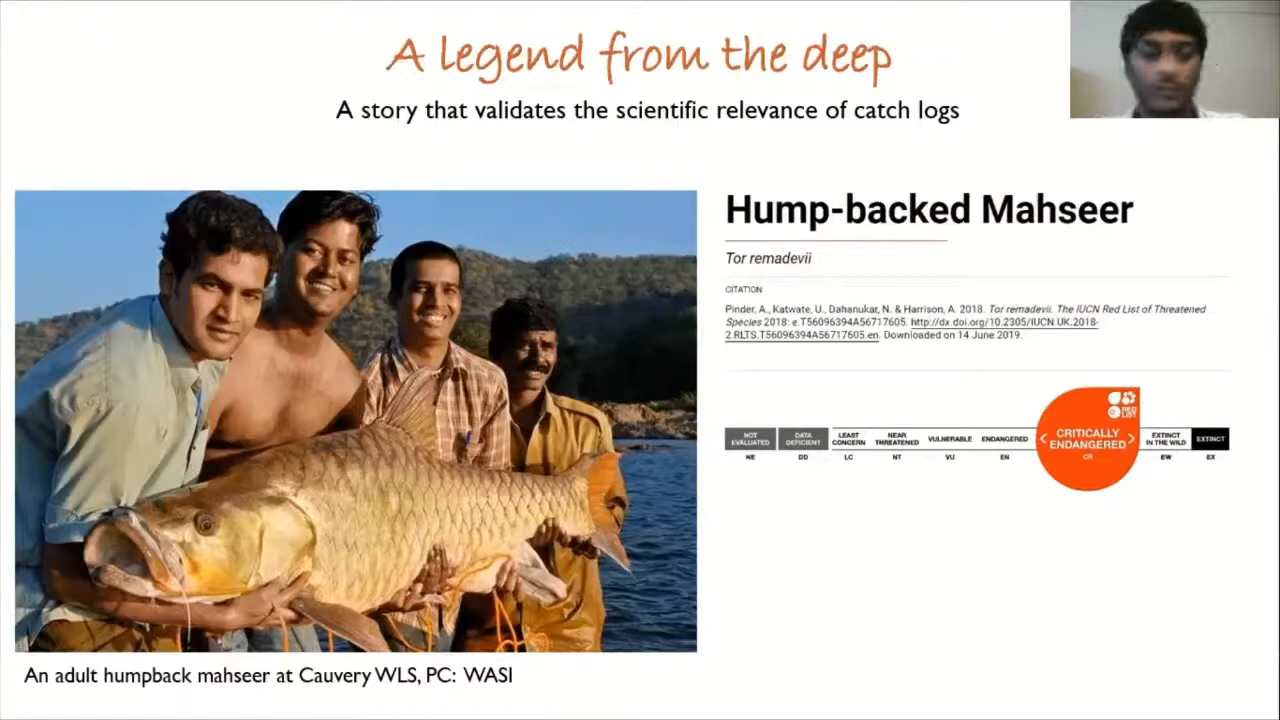 A legend from the deep
A story that validates the scientific relevance of catch logs
Hump-backed Mahseer
Tor remadevii
CITATION
Pinder, A., Katwate, U., Dahanukar, N. & Harrison, A. 2018. Tor remadevii. The IUCN Red List of Threatened
Species 2018: e.T56096394A56717605. http://dx.doi.org/10.2305/IUCN.UK.2018-
2.RLTS.T56096394A56717605.en. Downloaded on 14 June 2019.
RED
LIST
NOT
EVALUATED
NE
DATA
DEFICIENT
DD
LEAST
CONCERN
LC
NEAR
THREATENED
NT
VULNERABLE
VU
ENDANGERED
EN
< CRITICALLY
ENDANGERED >
CR
EXTINCT
IN THE WILD
EW
EXTINCT
EX
An adult humpback mahseer at Cauvery WLS, PC: WASI